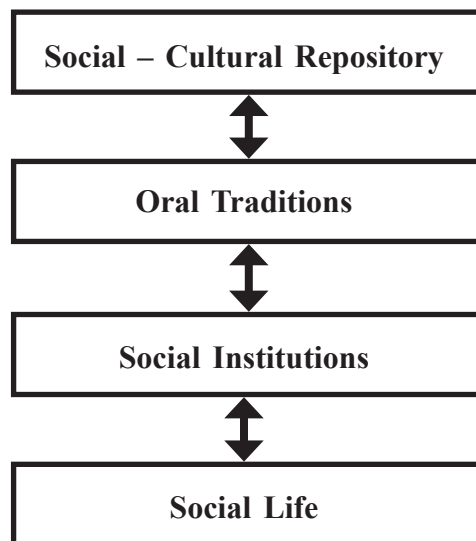 Social – Cultural Repository
Oral Traditions
Social Institutions
Social Life